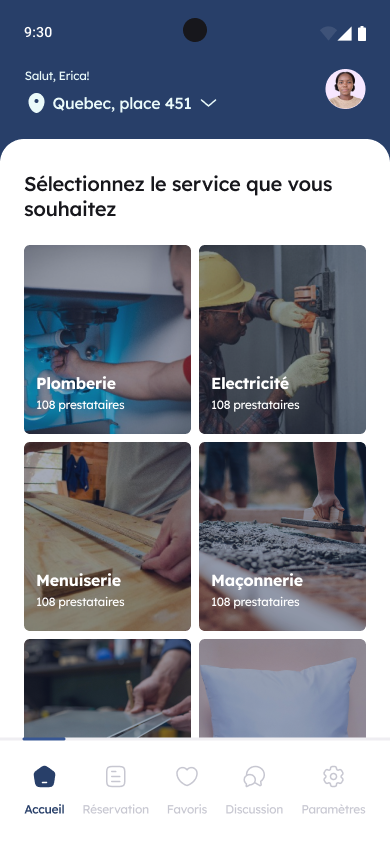 9:30
Salut, Erica!
Quebec, place 451
Sélectionnez le service que vous
souhaitez
Plomberie
108 prestataires
Electricité
108 prestataires
Menuiserie
108 prestataires
Maçonnerie
108 prestataires
Accueil
Réservation
Favoris
Discussion
Paramètres